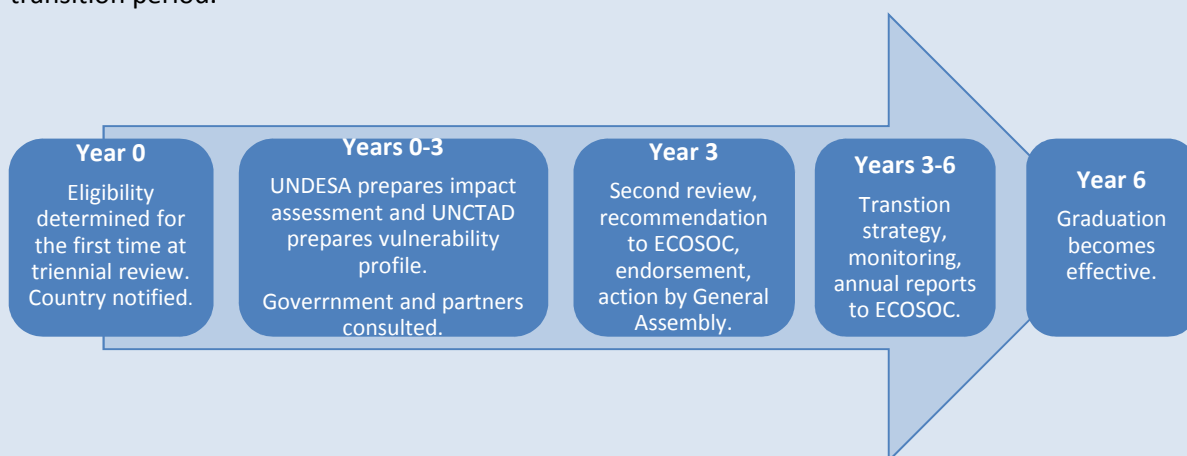 transition period.
Year 0
Eligibility
determined for
the first time at
triennial review.
Country notified.
Years 0-3
UNDESA prepares impact
assessment and UNCTAD
prepares vulnerability
profile.
Goverrnment and partners
consulted.
Year 3
Second review,
recommendation
to ECOSOC,
endorsement,
action by General
Assembly.
Years 3-6
Transtion
strategy,
monitoring,
annual reports
to ECOSOC.
Year 6
Graduation
becomes
effective.